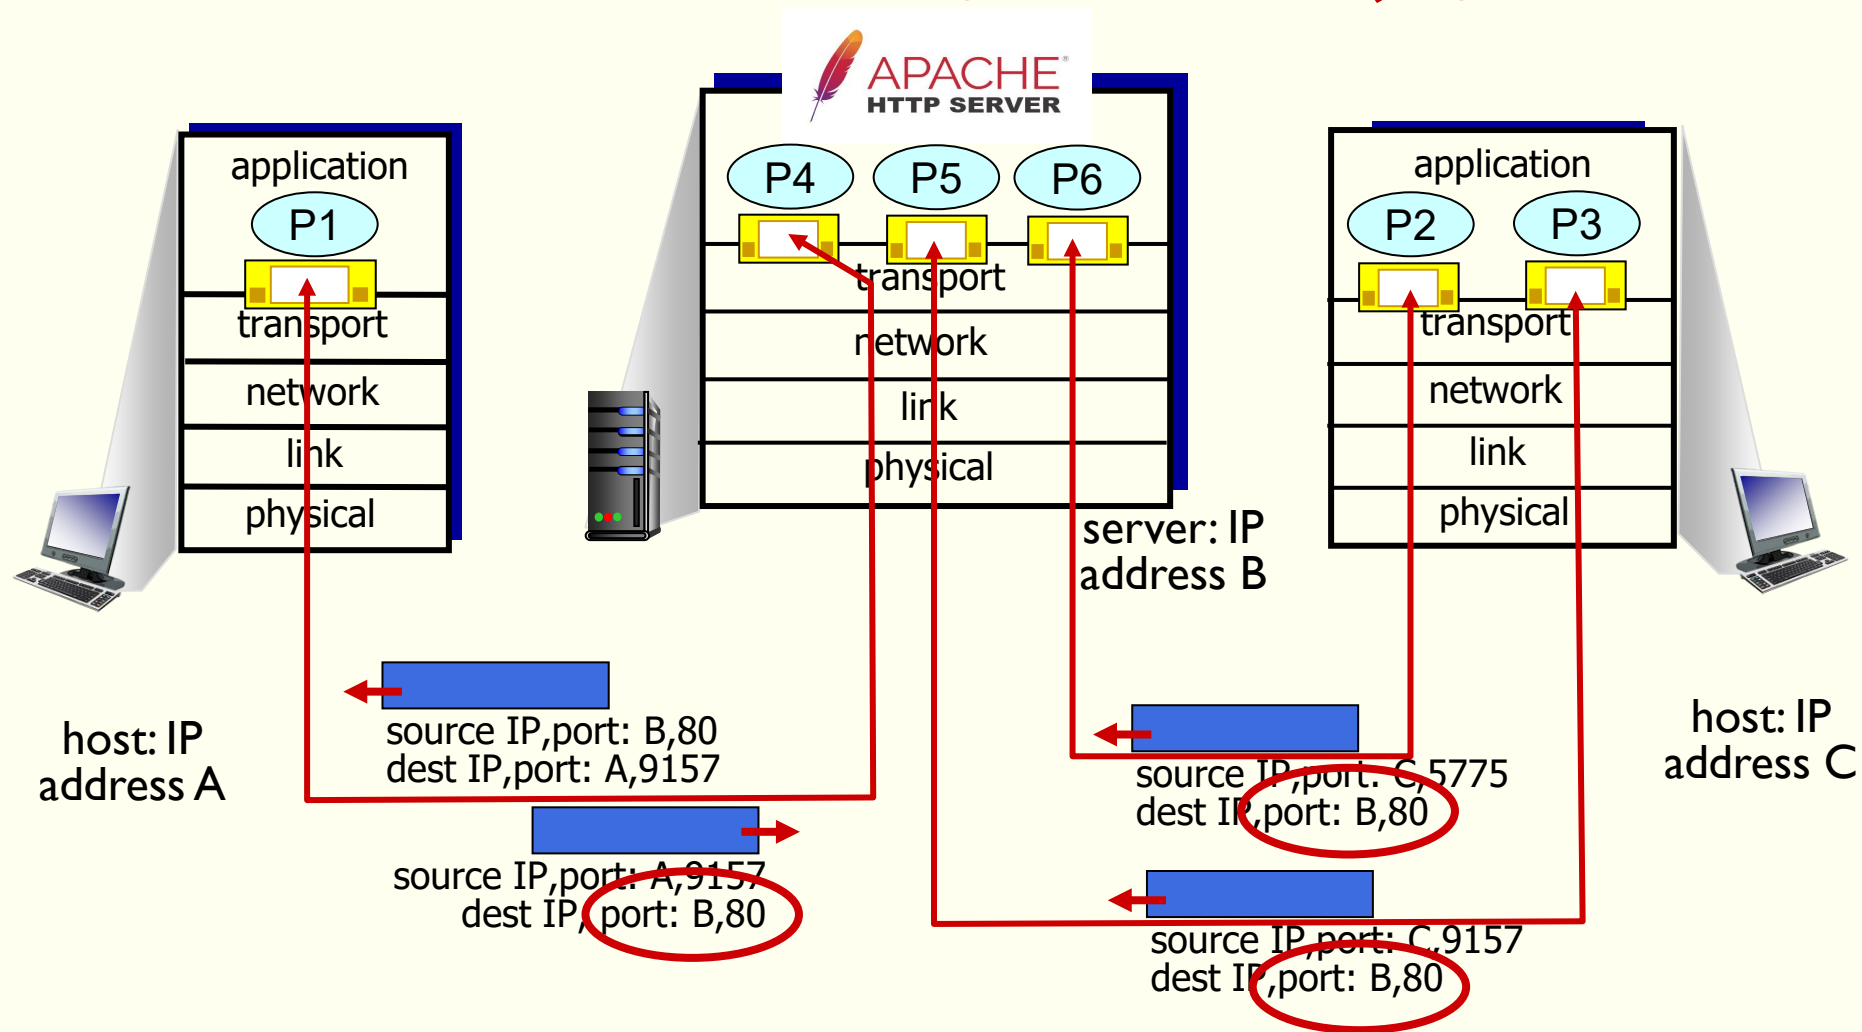 APACHE®
HTTP SERVER
application
P1
transport
network
link
physical
P4 P5 P6
transport
network
link
physical
application
P2 P3
transport
network
link
physical
server: IP
address B
host: IP
address A
source IP,port: B,80
dest IP,port: A,9157
source IP,port: A,9157
dest IP, port: B,80
source IP,port: C,5775
dest IP,port: B,80
source IP,port: C,9157
dest IP,port: B,80
host: IP
address C